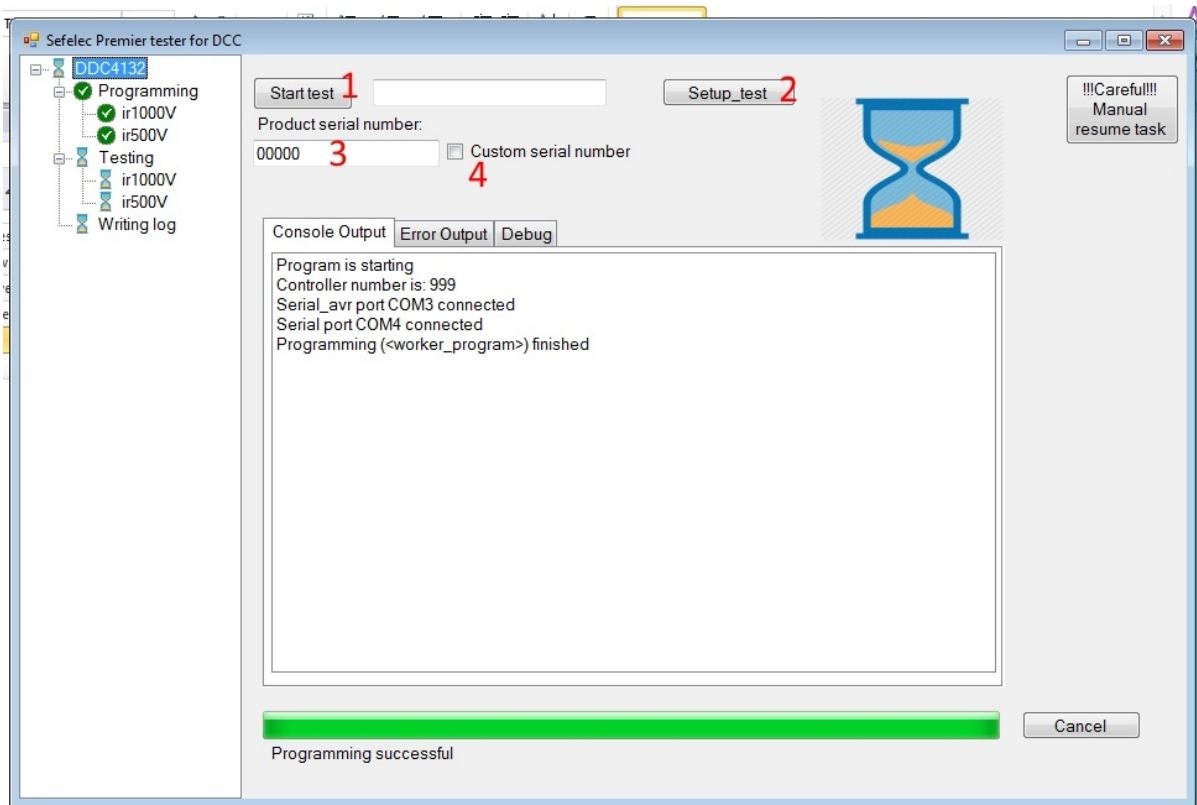 Sefelec Premier tester for DCC
DDC4132
Programming
ir1000V
ir500V
Testing
ir1000V
ir500V
Writing log
Start test 1
Setup_test 2
!!!Careful!!!
Manual
resume task
Product serial number:
00000 3
Custom serial number
4
Console Output Error Output Debug
Program is starting
Controller number is: 999
Serial_avr port COM3 connected
Serial port COM4 connected
Programming (<worker_program>) finished
Cancel
Programming successful